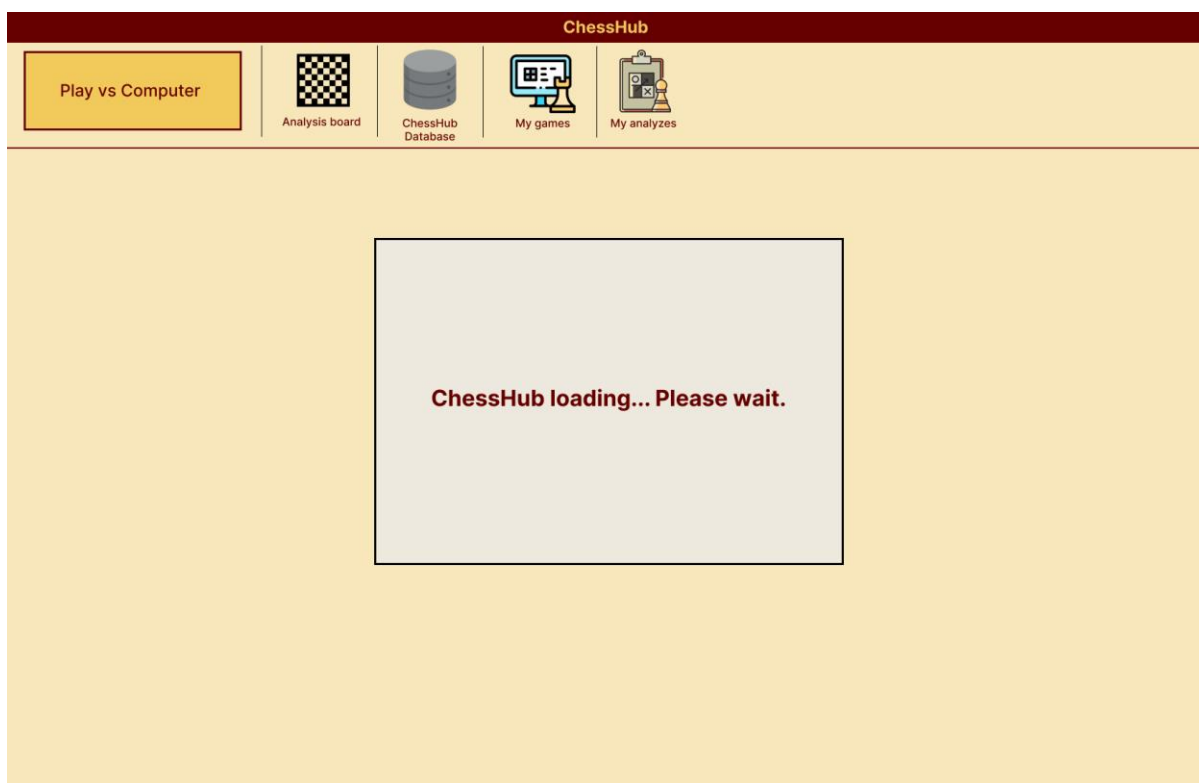 ChessHub
Play vs Computer
Analysis board
ChessHub
Database
My games
My analyzes
ChessHub loading... Please wait.